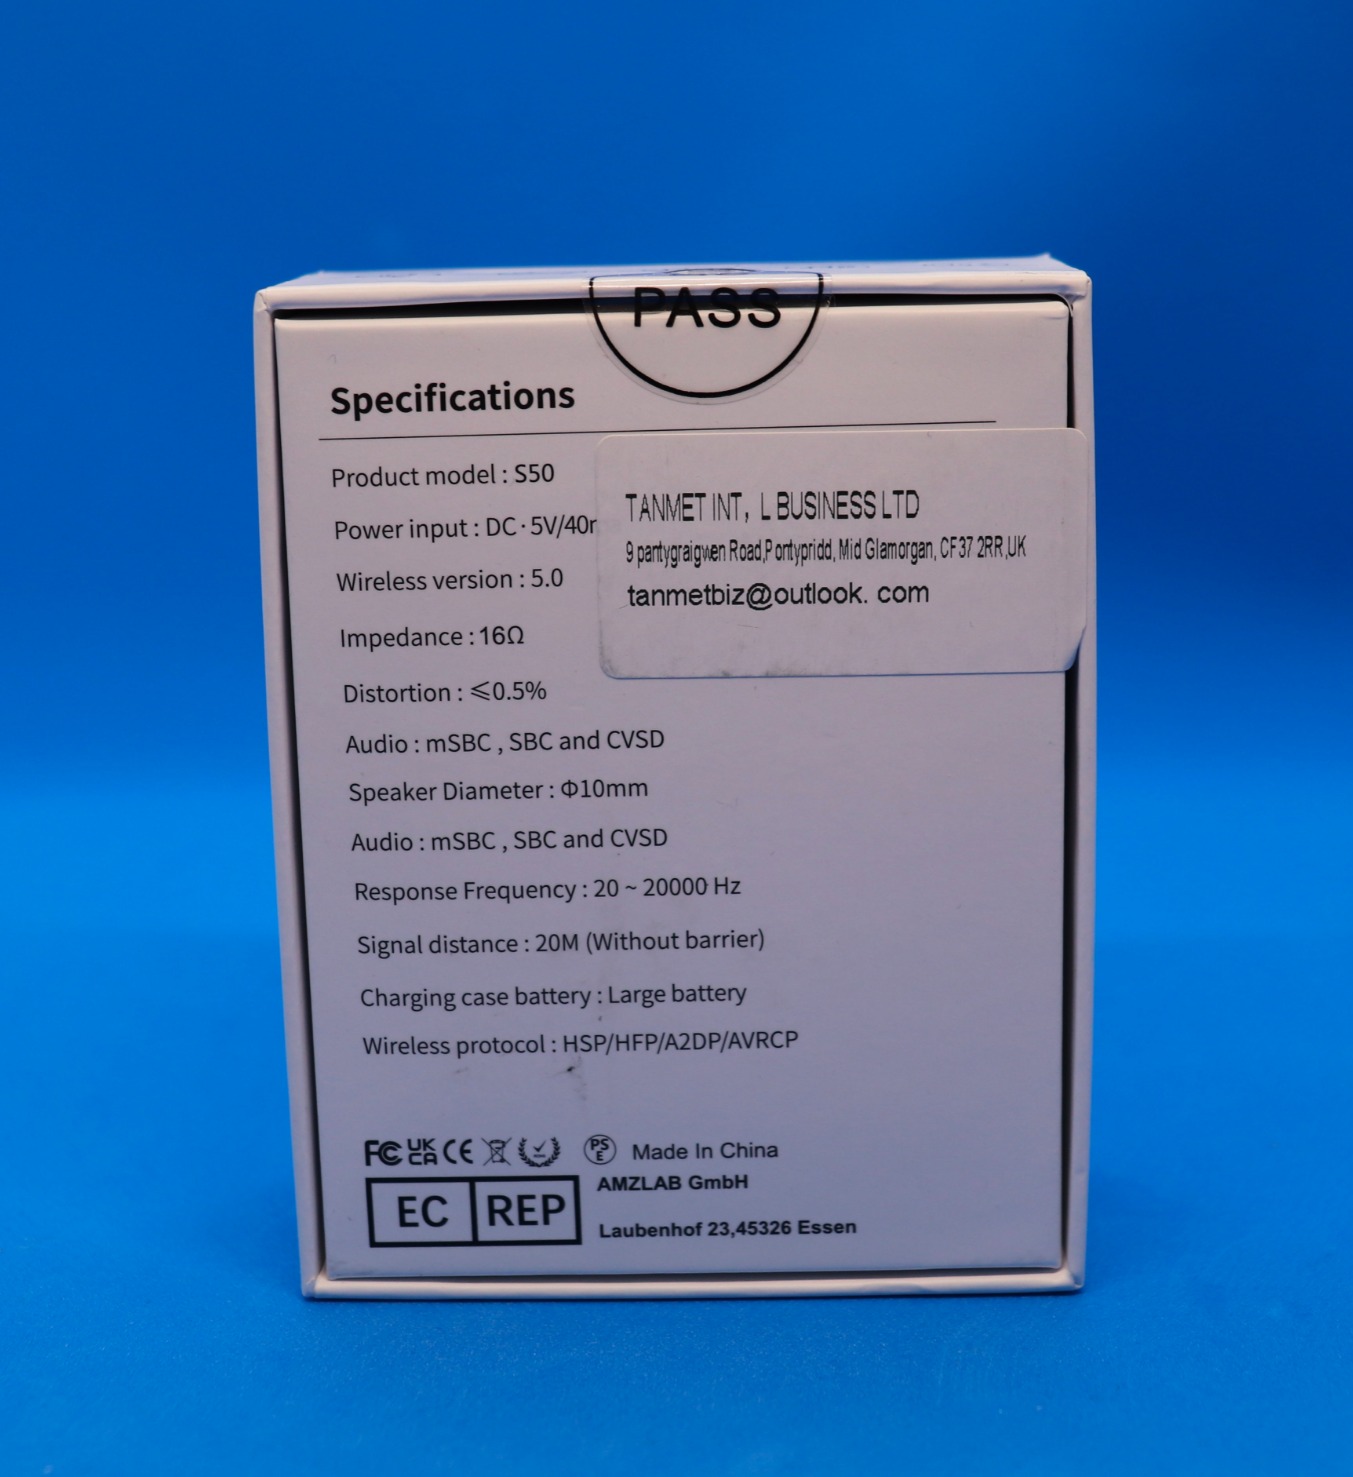 PASS
Specifications
Product model : S50
Power input : DC · 5V/40
Wireless version : 5.0
Impedance : 16Ω
Distortion : ≤0.5%
Audio : mSBC , SBC and CVSD
Speaker Diameter : Φ10mm
Audio : mSBC , SBC and CVSD
Response Frequency : 20 ~ 20000 Hz
Signal distance : 20M (Without barrier)
Charging case battery : Large battery
Wireless protocol : HSP/HFP/A2DP/AVRCP
TANMET INT, L BUSINESS LTD
9 pantygraigwen Road,Pontypridd, Mid Glamorgan, CF37 2RR,UK
tanmetbiz@outlook. com
FC UK CA CE PS E Made In China
EC REP
AMZLAB GmbH
Laubenhof 23,45326 Essen